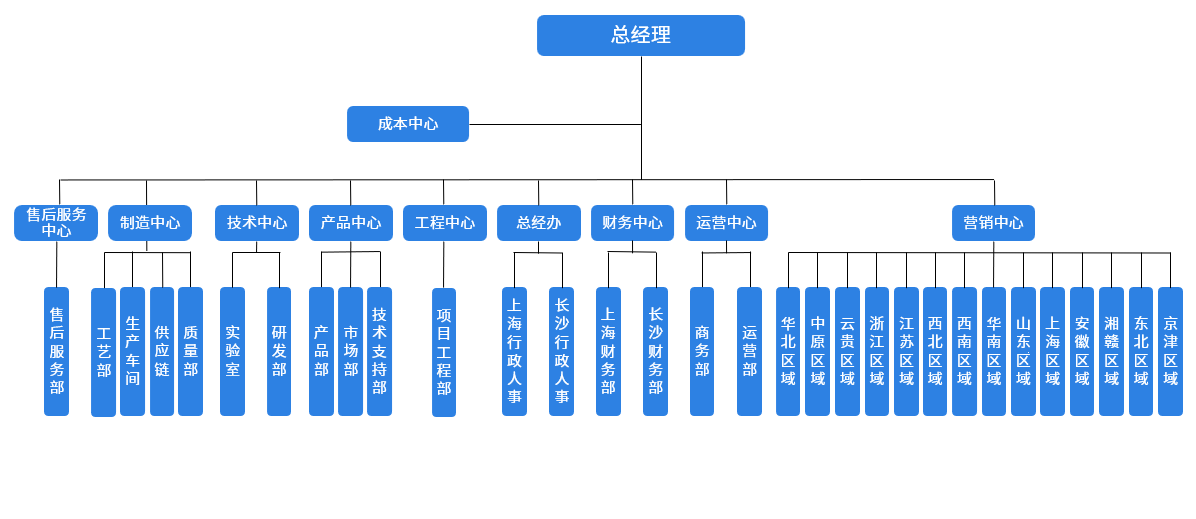 总经理
成本中心
售后服务
中心
制造中心
技术中心
产品中心
工程中心
总经办
财务中心
运营中心
营销中心
售后服务部
工艺部
生产车间
供应链
质量部
实验室
研发部
产品部
市场部
技术支持部
项目工程部
上海行政人事
长沙行政人事
上海财务部
长沙财务部
商务部
运营部
华北区域
中原区域
云贵区域
浙江区域
江苏区域
西北区域
西南区域
华南区域
山东区域
上海区域
安徽区域
湘赣区域
东北区域
京津区域